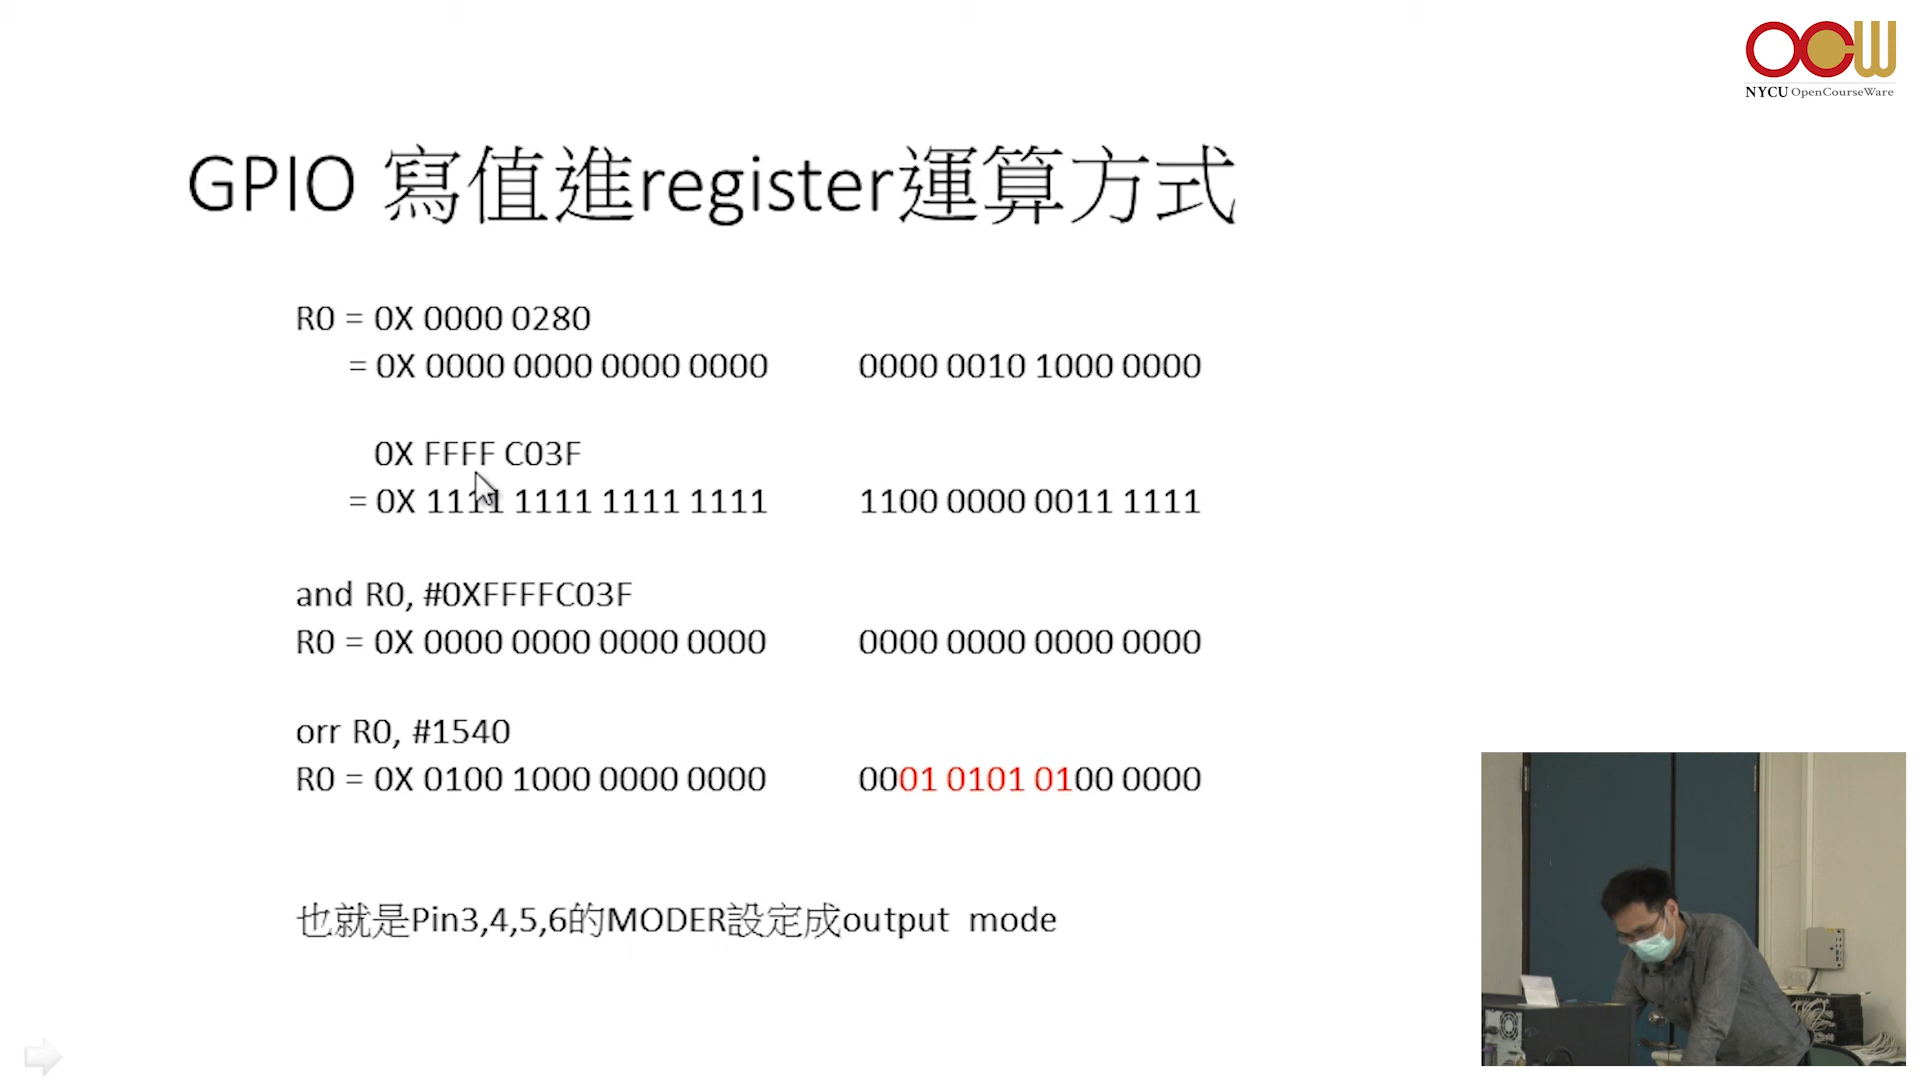 OCW
NYCU OpenCourseWare
GPIO 寫值進register運算方式
R0 = 0X 0000 0280
= 0X 0000 0000 0000 0000 0000 0010 1000 0000
0X FFFF C03F
= 0X 1111 1111 1111 1111 1100 0000 0011 1111
and R0, #0XFFFFC03F
R0 = 0X 0000 0000 0000 0000 0000 0000 0000 0000
orr R0, #1540
R0 = 0X 0100 1000 0000 0000 0001 0101 0100 0000
也就是Pin3,4,5,6的MODER設定成output mode